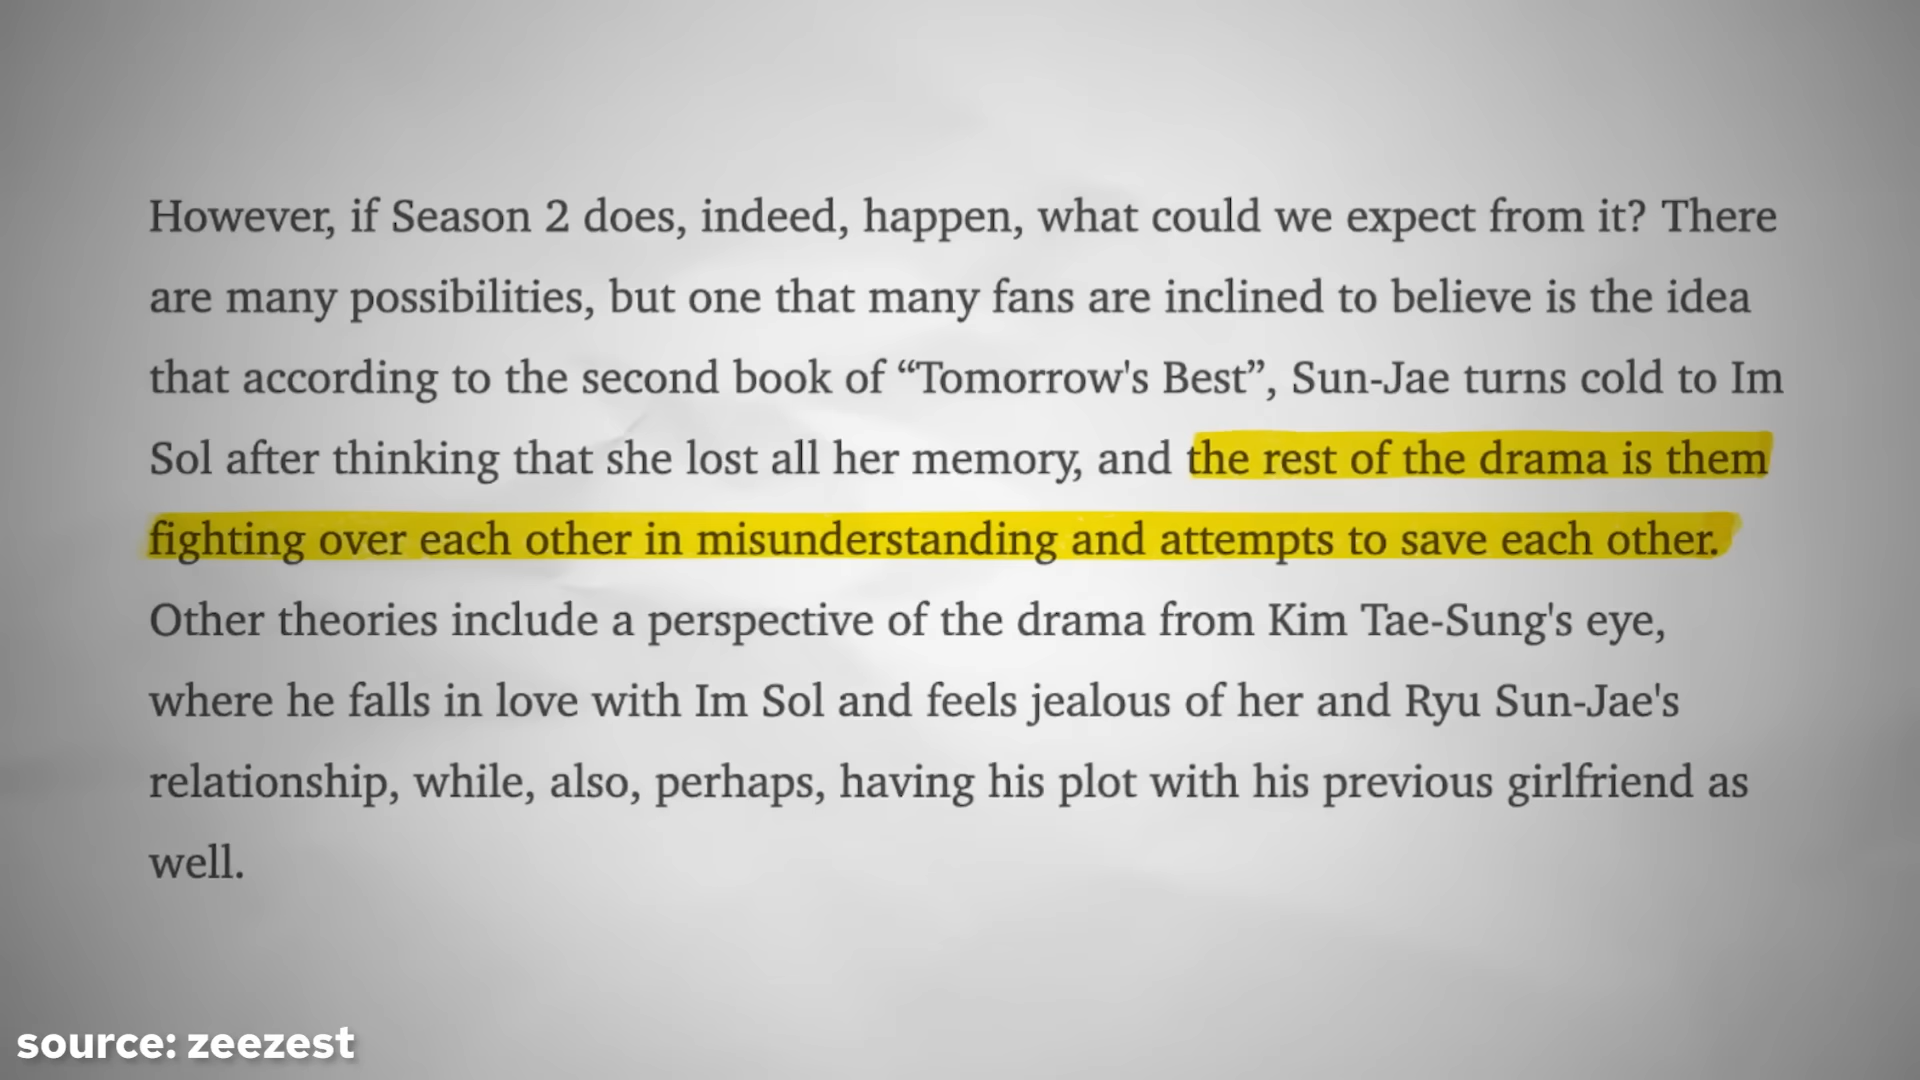 However, if Season 2 does, indeed, happen, what could we expect from it? There
are many possibilities, but one that many fans are inclined to believe is the idea
that according to the second book of “Tomorrow's Best”, Sun-Jae turns cold to Im
Sol after thinking that she lost all her memory, and the rest of the drama is them
fighting over each other in misunderstanding and attempts to save each other.
Other theories include a perspective of the drama from Kim Tae-Sung's eye,
where he falls in love with Im Sol and feels jealous of her and Ryu Sun-Jae's
relationship, while, also, perhaps, having his plot with his previous girlfriend as
well.
source: zeezest